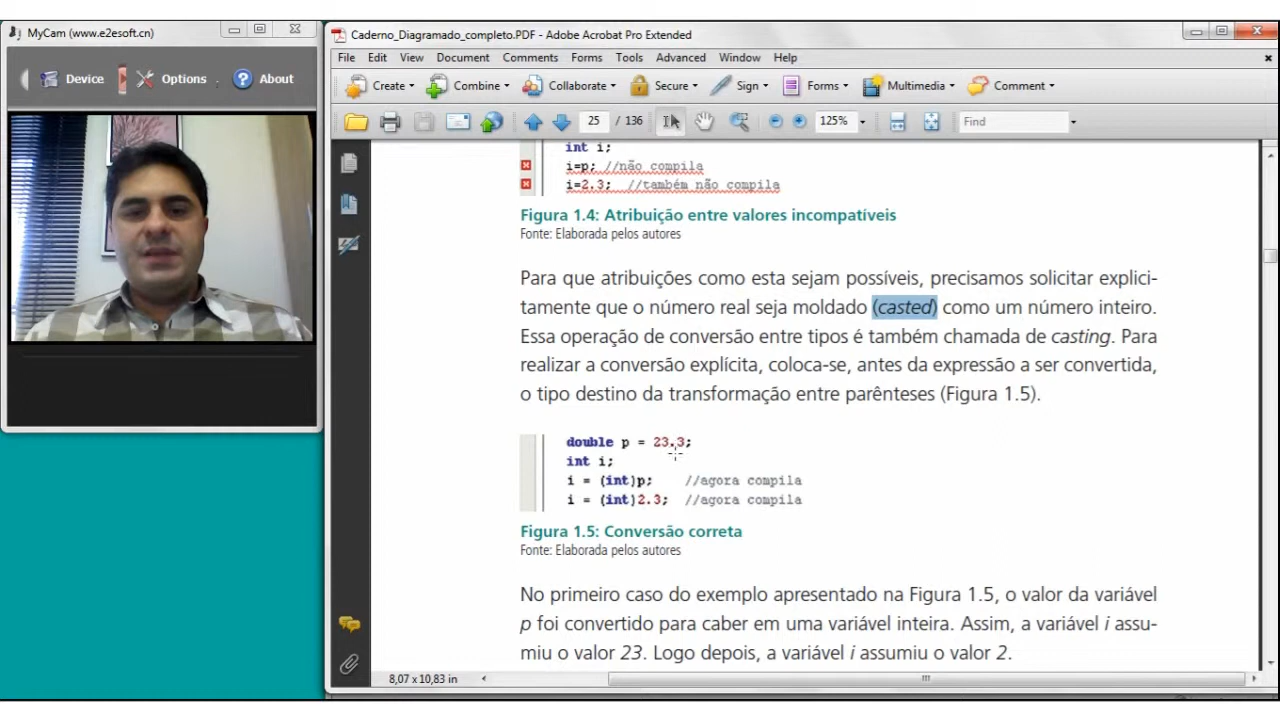 MyCam (www.e2esoft.cn)
Device
Options
About
Caderno_Diagramado_completo.PDF - Adobe Acrobat Pro Extended
File Edit View Document Comments Forms Tools Advanced Window Help
Create Combine Collaborate Secure Sign Forms Multimedia Comment
25 / 136 125% Find
int i;
i=p; //não compila
i=2.3; //também não compila
Figura 1.4: Atribuição entre valores incompatíveis
Fonte: Elaborada pelos autores
Para que atribuições como esta sejam possíveis, precisamos solicitar explici-
tamente que o número real seja moldado (casted) como um número inteiro.
Essa operação de conversão entre tipos é também chamada de casting. Para
realizar a conversão explícita, coloca-se, antes da expressão a ser convertida,
o tipo destino da transformação entre parênteses (Figura 1.5).
double p = 23.3;
int i;
i = (int)p; //agora compila
i = (int)2.3; //agora compila
Figura 1.5: Conversão correta
Fonte: Elaborada pelos autores
No primeiro caso do exemplo apresentado na Figura 1.5, o valor da variável
p foi convertido para caber em uma variável inteira. Assim, a variável i assu-
miu o valor 23. Logo depois, a variável i assumiu o valor 2.
8,07 x 10,83 in